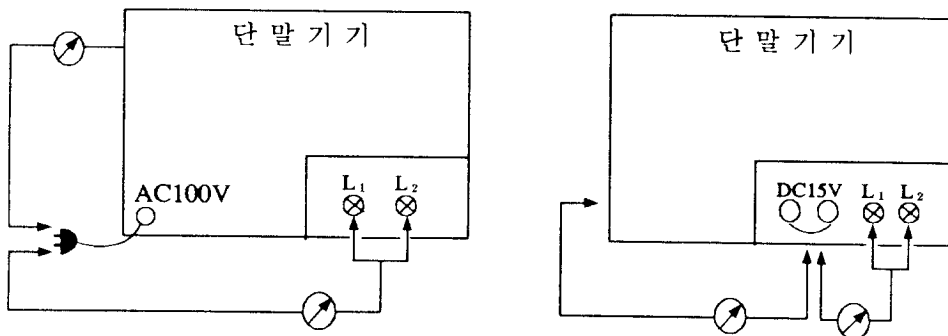 단 말 기 기
AC100V
L₁ L₂
단 말 기 기
DC15V L₁ L₂